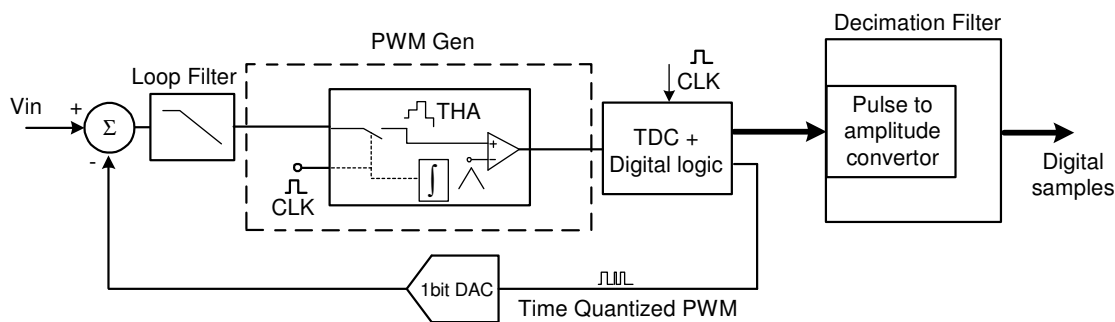 Decimation Filter
PWM Gen
Loop Filter
CLK
Vin
+
Σ
-
THA
+
−
∫
CLK
TDC +
Digital logic
Pulse to
amplitude
convertor
Digital
samples
1bit DAC
Time Quantized PWM